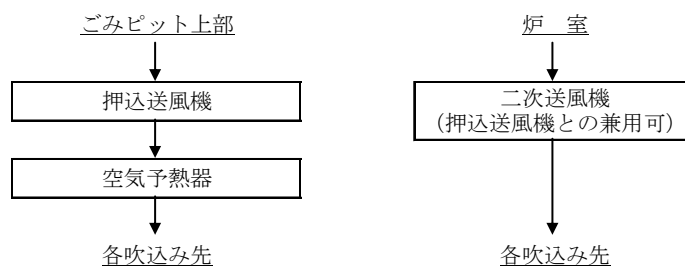 ごみピット上部
押込送風機
空気予熱器
各吹込み先
炉　室
二次送風機
（押込送風機との兼用可）
各吹込み先